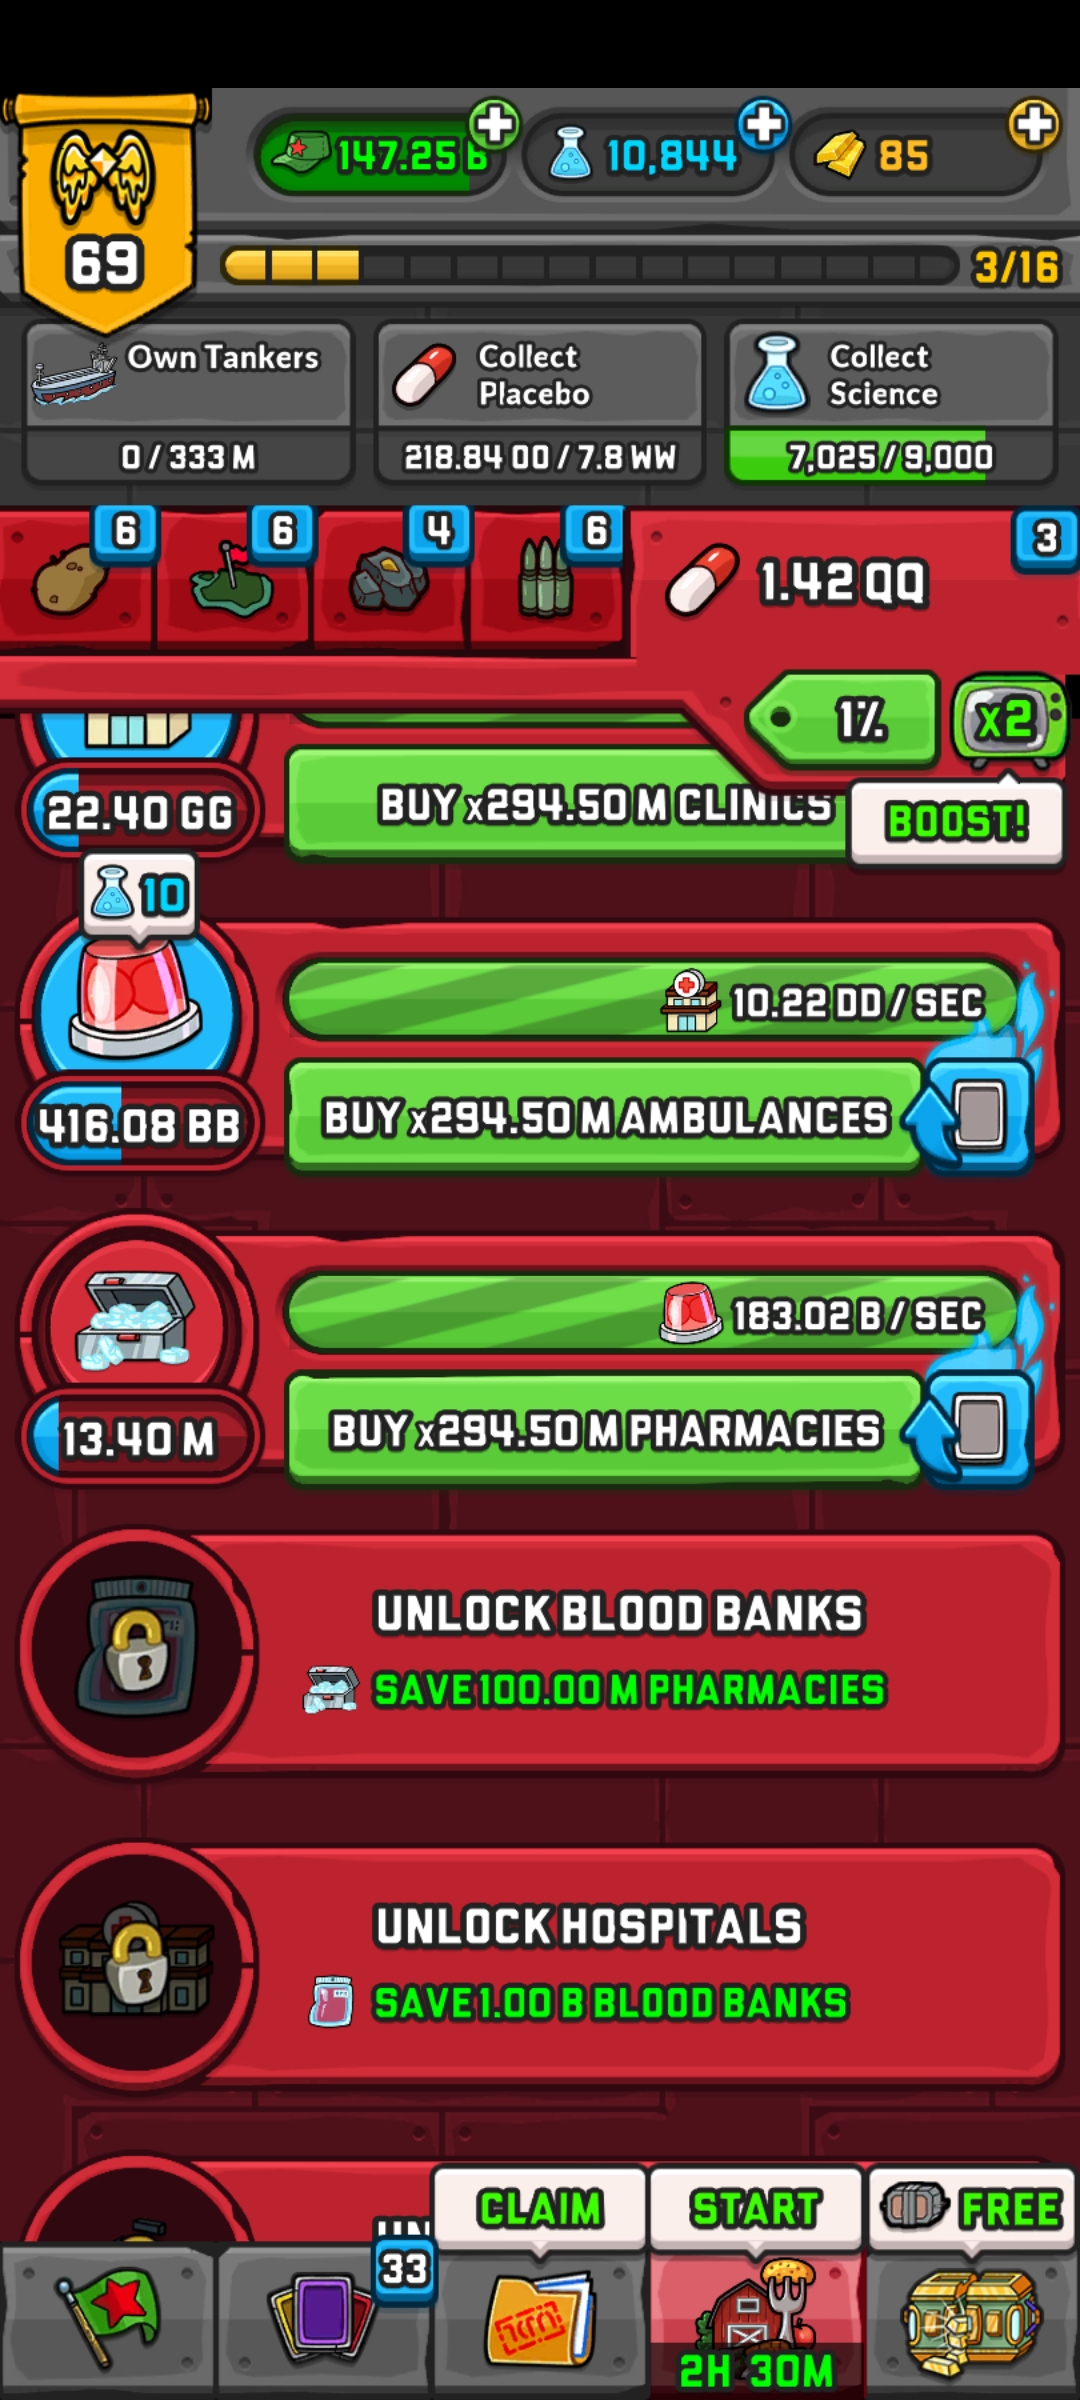 147.25 B
10,844
85
69
3/16
Own Tankers
0 / 333 M
Collect
Placebo
218.84 OO / 7.8 WW
Collect
Science
7,025 / 9,000
6
6
4
6
1.42 QQ
3
1%
x2
BOOST!
22.40 GG
BUY x294.50 M CLINICS
10
10.22 DD / SEC
416.08 BB
BUY x294.50 M AMBULANCES
183.02 B / SEC
13.40 M
BUY x294.50 M PHARMACIES
UNLOCK BLOOD BANKS
SAVE 100.00 M PHARMACIES
UNLOCK HOSPITALS
SAVE 1.00 B BLOOD BANKS
CLAIM
START
FREE
33
2H 30M